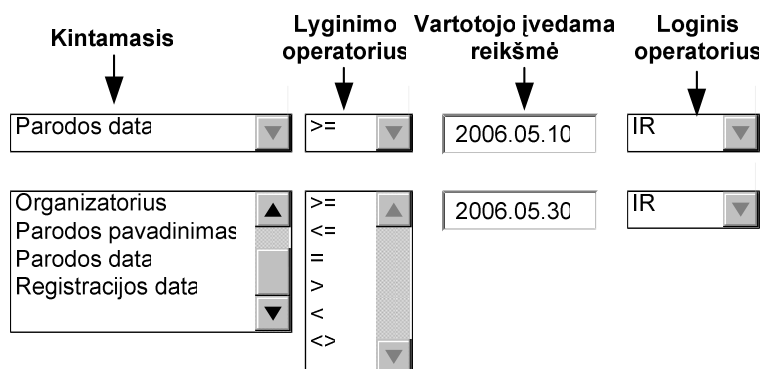 Kintamasis
Lyginimo
operatorius
Vartotojo įvedama
reikšmė
Loginis
operatorius
Parodos data
>=
2006.05.10
IR
Organizatorius
Parodos pavadinimas
Parodos data
Registracijos data
>=
<=
=
>
<
<>
2006.05.30
IR